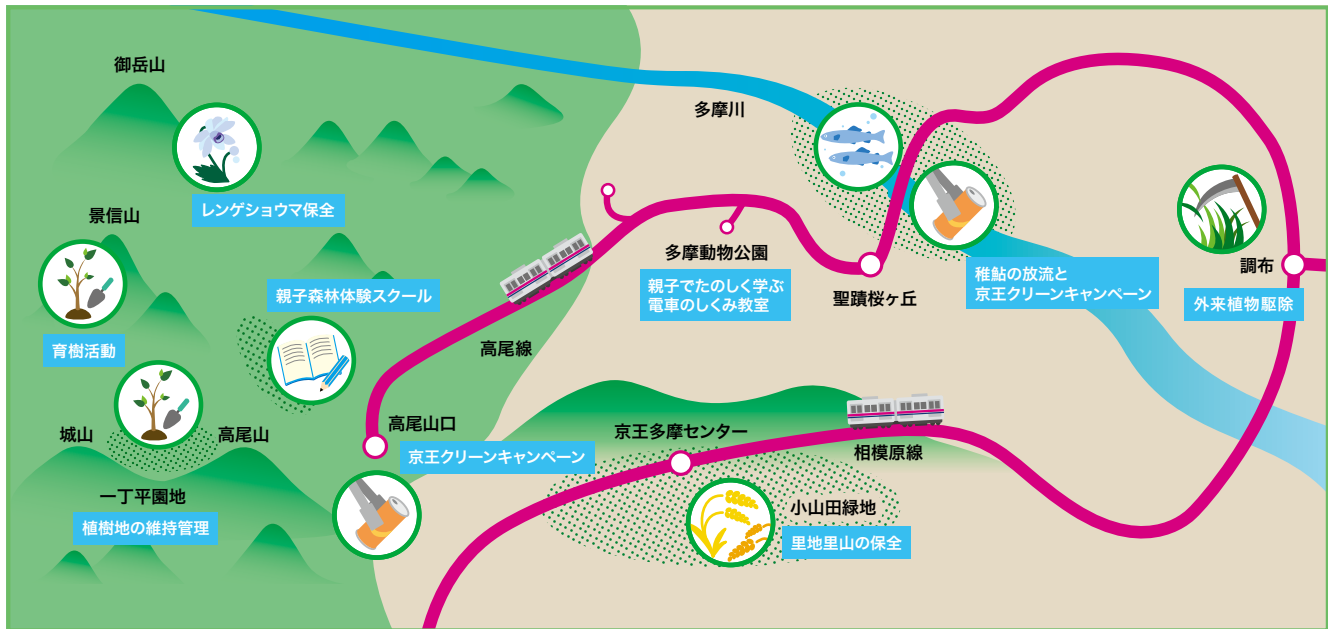 御岳山
多摩川
レンゲショウマ保全
景信山
調布
多摩動物公園
親子でたのしく学ぶ
電車のしくみ教室
稚鮎の放流と
京王クリーンキャンペーン
聖蹟桜ヶ丘
外来植物駆除
親子森林体験スクール
育樹活動
高尾線
高尾山口
城山
高尾山
京王多摩センター
相模原線
京王クリーンキャンペーン
一丁平園地
植樹地の維持管理
小山田緑地
里地里山の保全